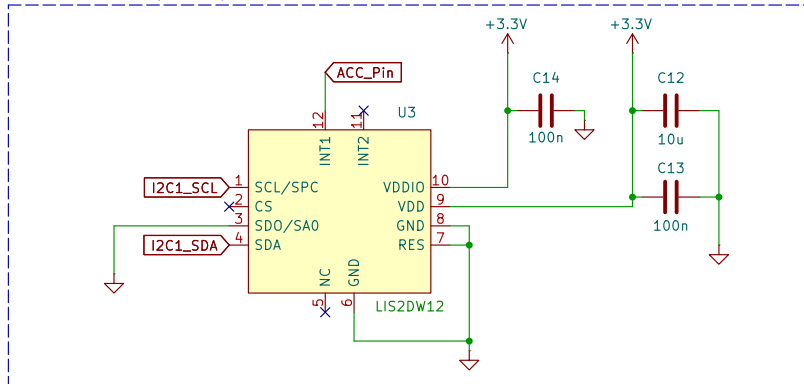 +3.3V
+3.3V
ACC_Pin
C14
C12
100n
10u
U3
12
11
INT1
INT2
I2C1_SCL
1
SCL/SPC
VDDIO
10
2
CS
VDD
9
C13
100n
3
SDO/SA0
GND
8
I2C1_SDA
4
SDA
RES
7
NC
GND
5
6
LIS2DW12